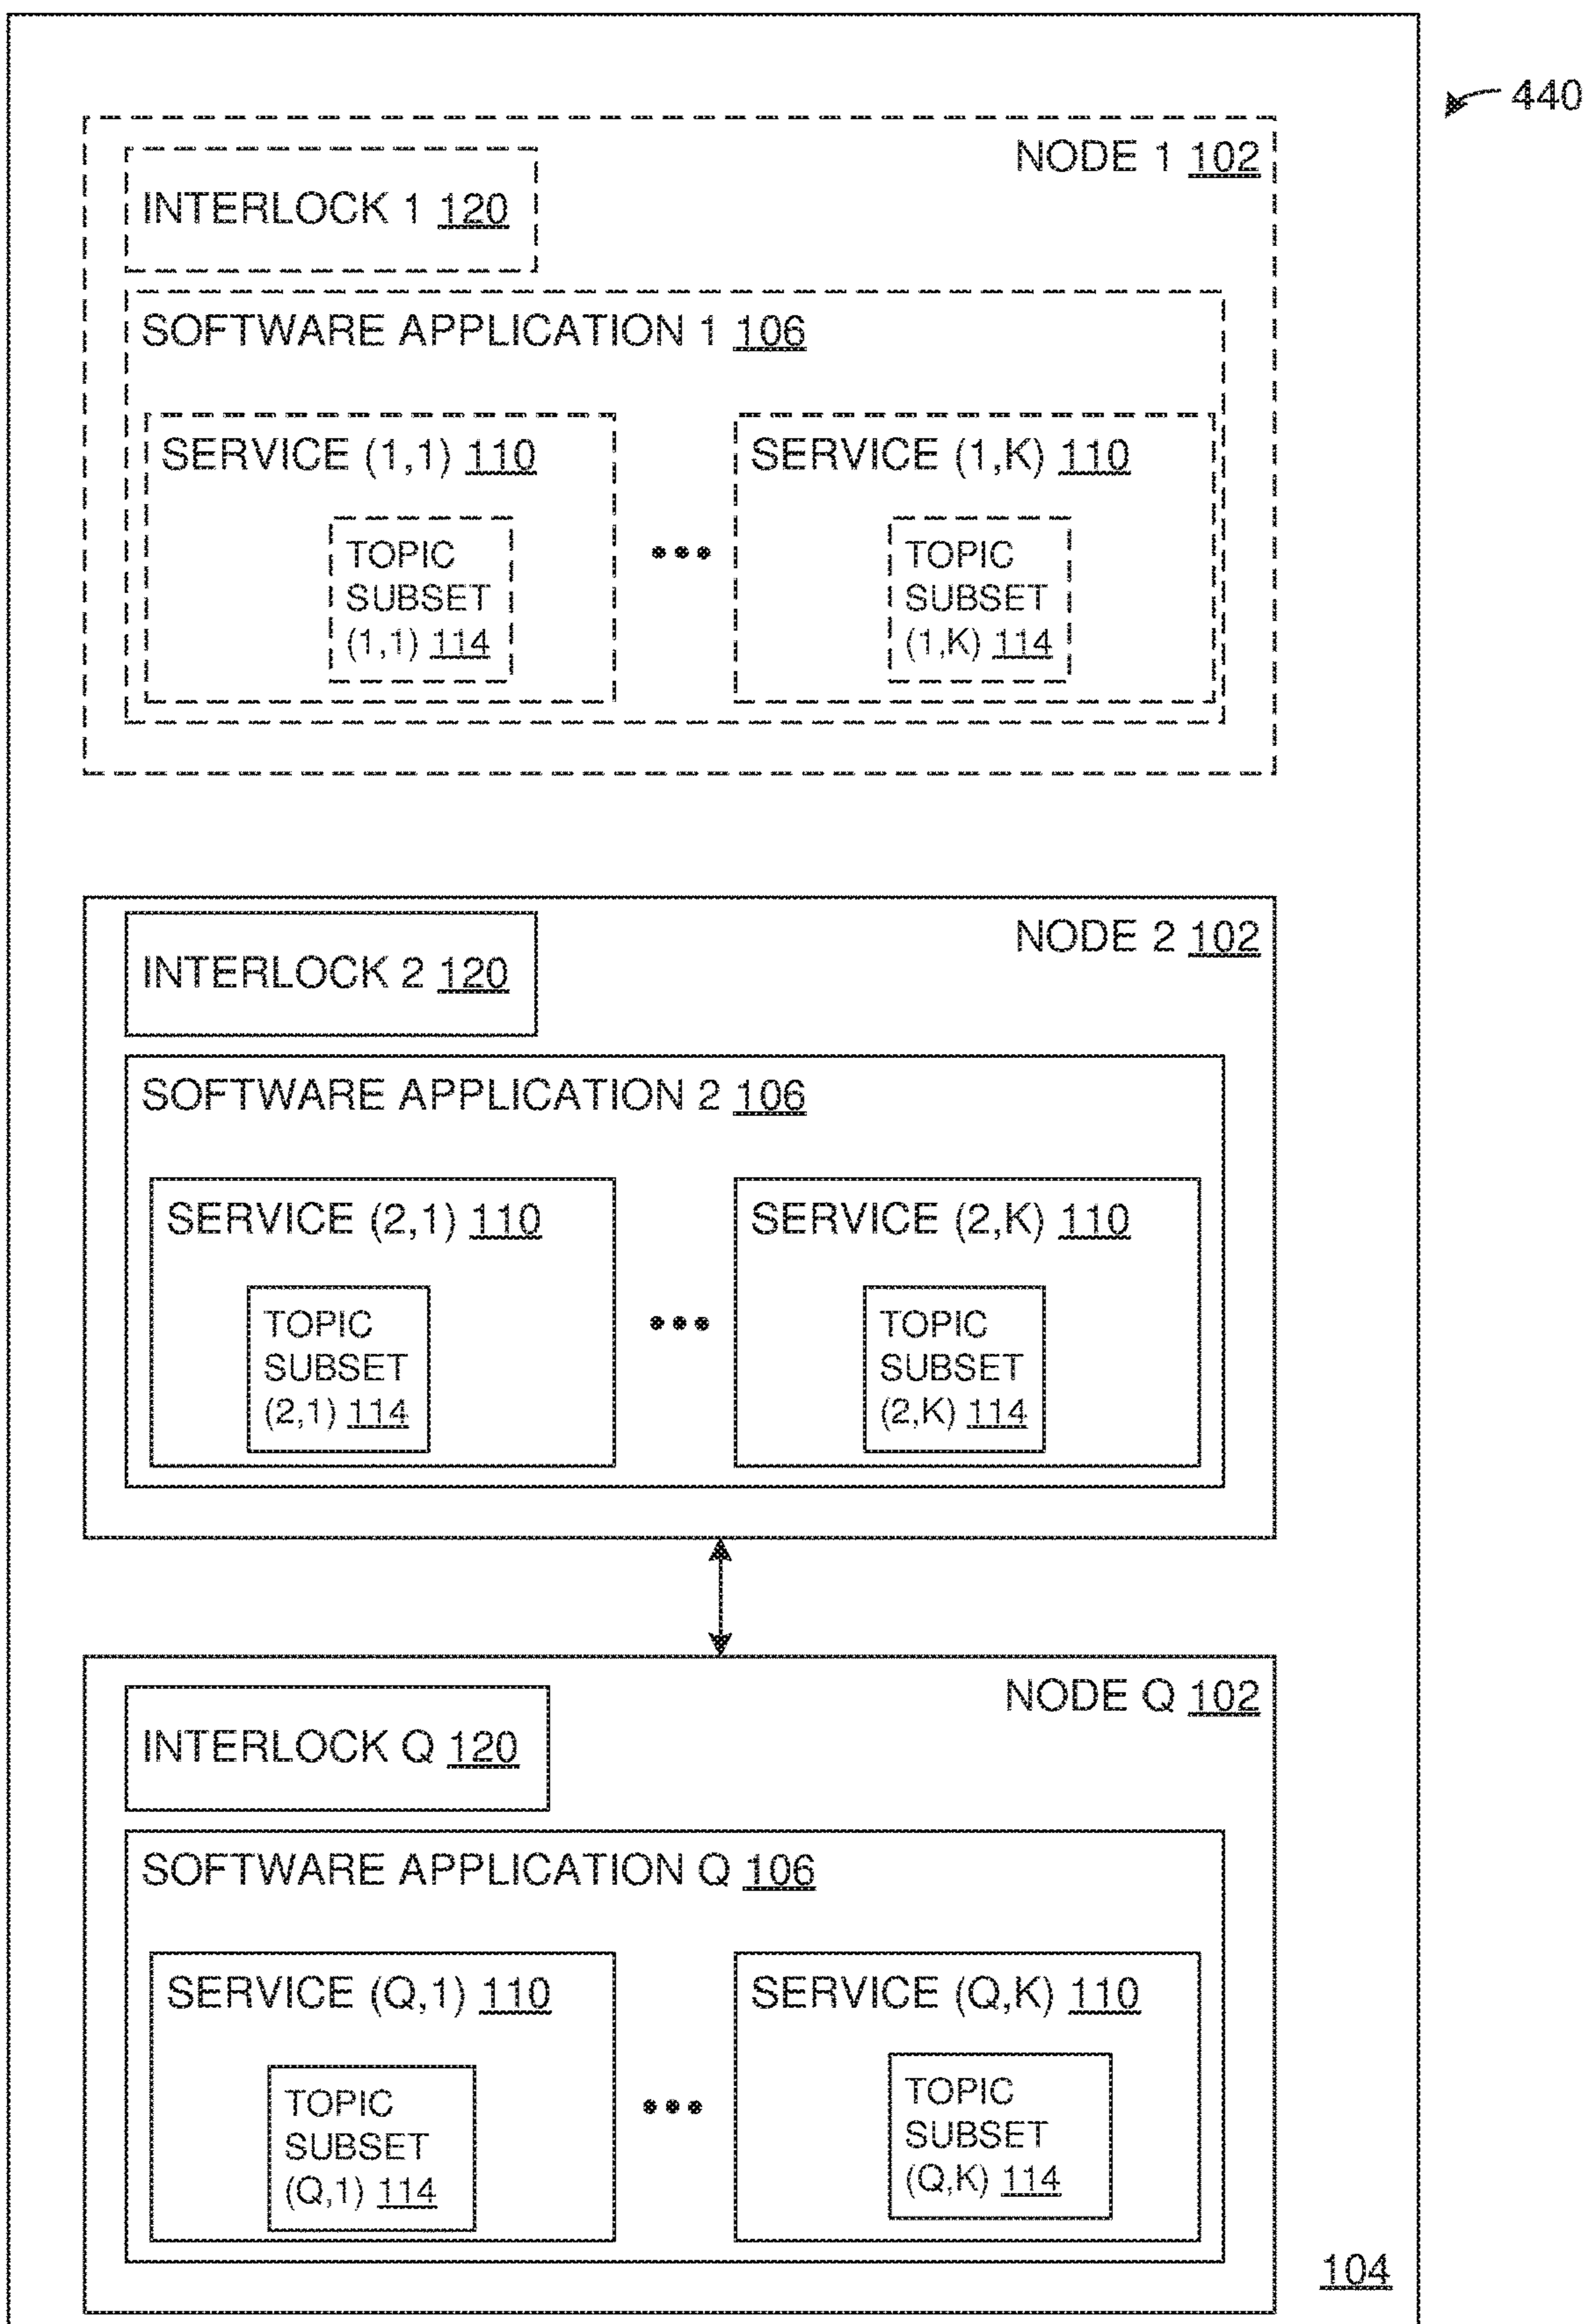 440
NODE 1 102
INTERLOCK 1 120
SOFTWARE APPLICATION 1 106
SERVICE (1,1) 110
TOPIC
SUBSET
(1,1) 114
•••
SERVICE (1,K) 110
TOPIC
SUBSET
(1,K) 114
NODE 2 102
INTERLOCK 2 120
SOFTWARE APPLICATION 2 106
SERVICE (2,1) 110
TOPIC
SUBSET
(2,1) 114
•••
SERVICE (2,K) 110
TOPIC
SUBSET
(2,K) 114
NODE Q 102
INTERLOCK Q 120
SOFTWARE APPLICATION Q 106
SERVICE (Q,1) 110
TOPIC
SUBSET
(Q,1) 114
•••
SERVICE (Q,K) 110
TOPIC
SUBSET
(Q,K) 114
104